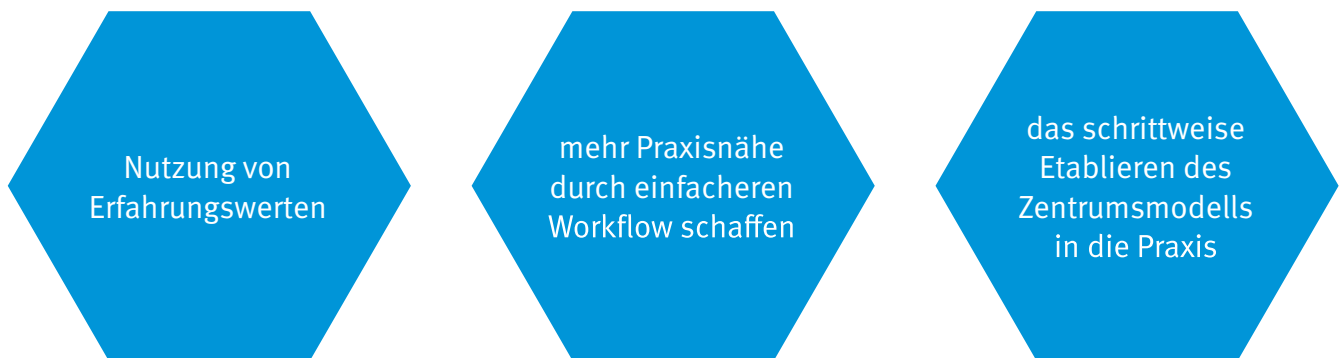 Nutzung von
Erfahrungswerten
mehr Praxisnähe
durch einfacheren
Workflow schaffen
das schrittweise
Etablieren des
Zentrumsmodells
in die Praxis